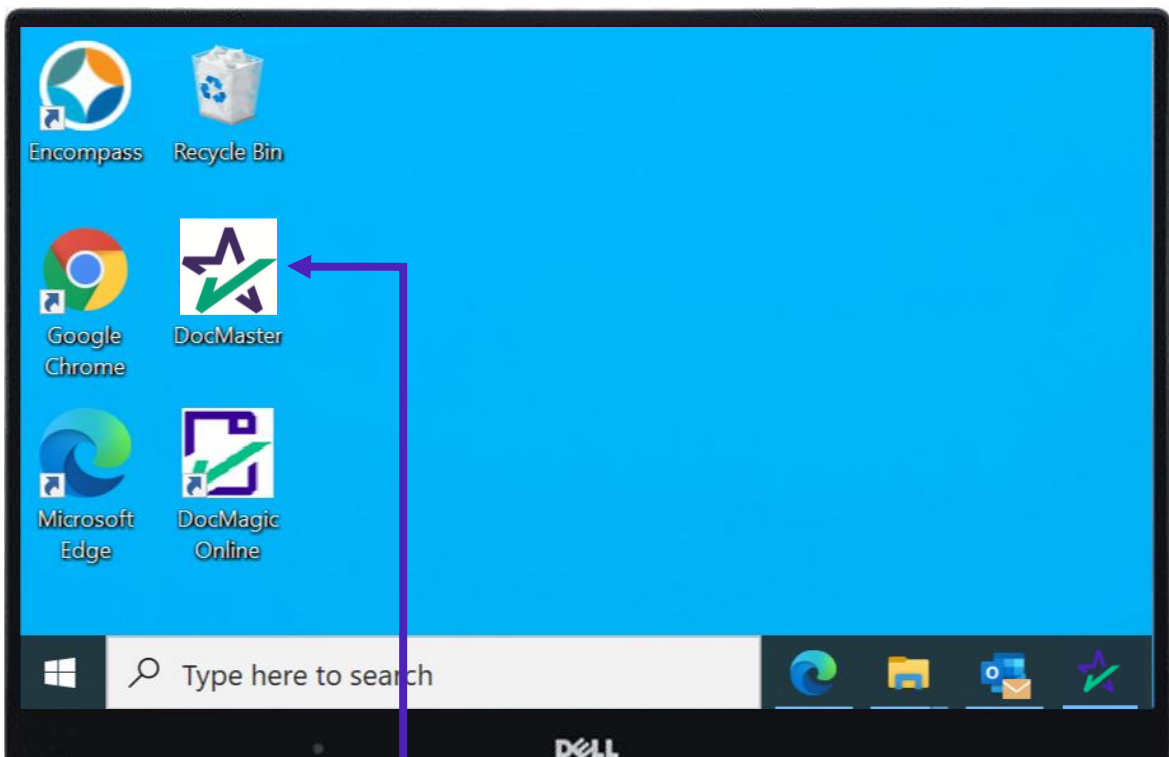 Encompass
Recycle Bin
Google
Chrome
DocMaster
Microsoft
Edge
DocMagic
Online
Type here to search
DELL